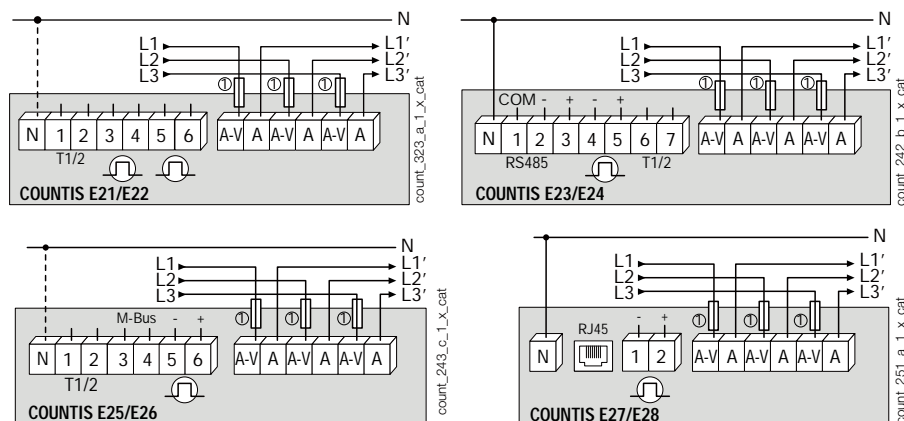 N
L1 L1’
L2 L2’
L3 L3’
① ① ①
N 1 2 3 4 5 6 A-V A A-V A A-V A
T1/2
COUNTIS E21/E22
count_323_a_1_x_cat
N
L1 L1’
L2 L2’
L3 L3’
① ① ①
COM - + - +
N 1 2 3 4 5 6 7 A-V A A-V A A-V A
RS485 T1/2
COUNTIS E23/E24
count_242_b_1_x_cat
N
L1 L1’
L2 L2’
L3 L3’
① ① ①
M-Bus - +
N 1 2 3 4 5 6 A-V A A-V A A-V A
T1/2
COUNTIS E25/E26
count_243_c_1_x_cat
N
L1 L1’
L2 L2’
L3 L3’
① ① ①
RJ45 - +
N 1 2 A-V A A-V A A-V A
COUNTIS E27/E28
count_251_a_1_x_cat